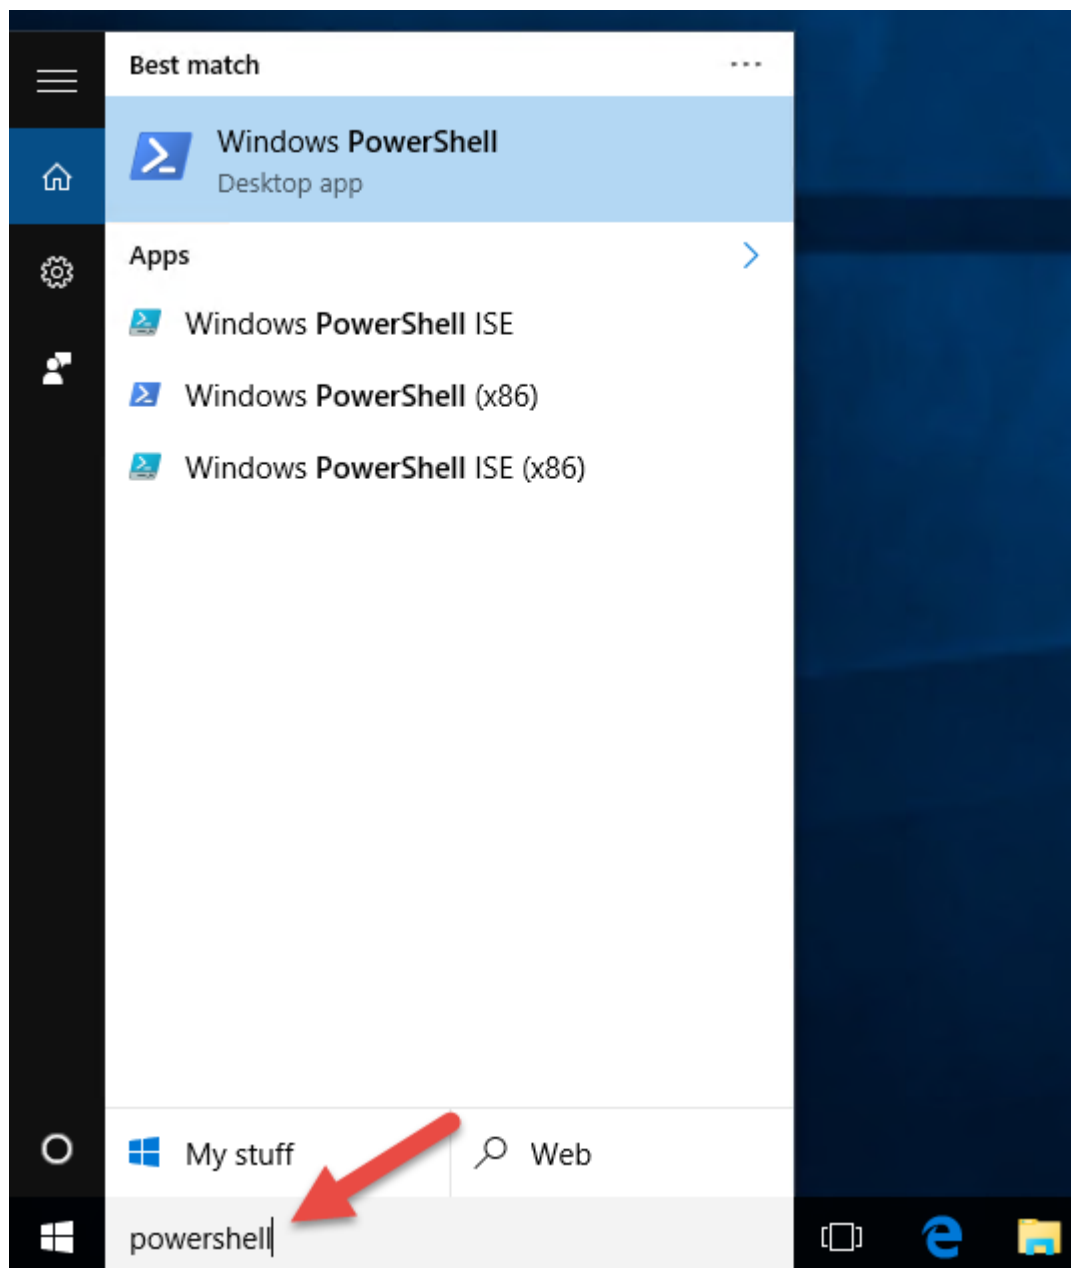 Best match
Windows PowerShell
Desktop app
Apps
Windows PowerShell ISE
Windows PowerShell (x86)
Windows PowerShell ISE (x86)
My stuff
Web
powershell